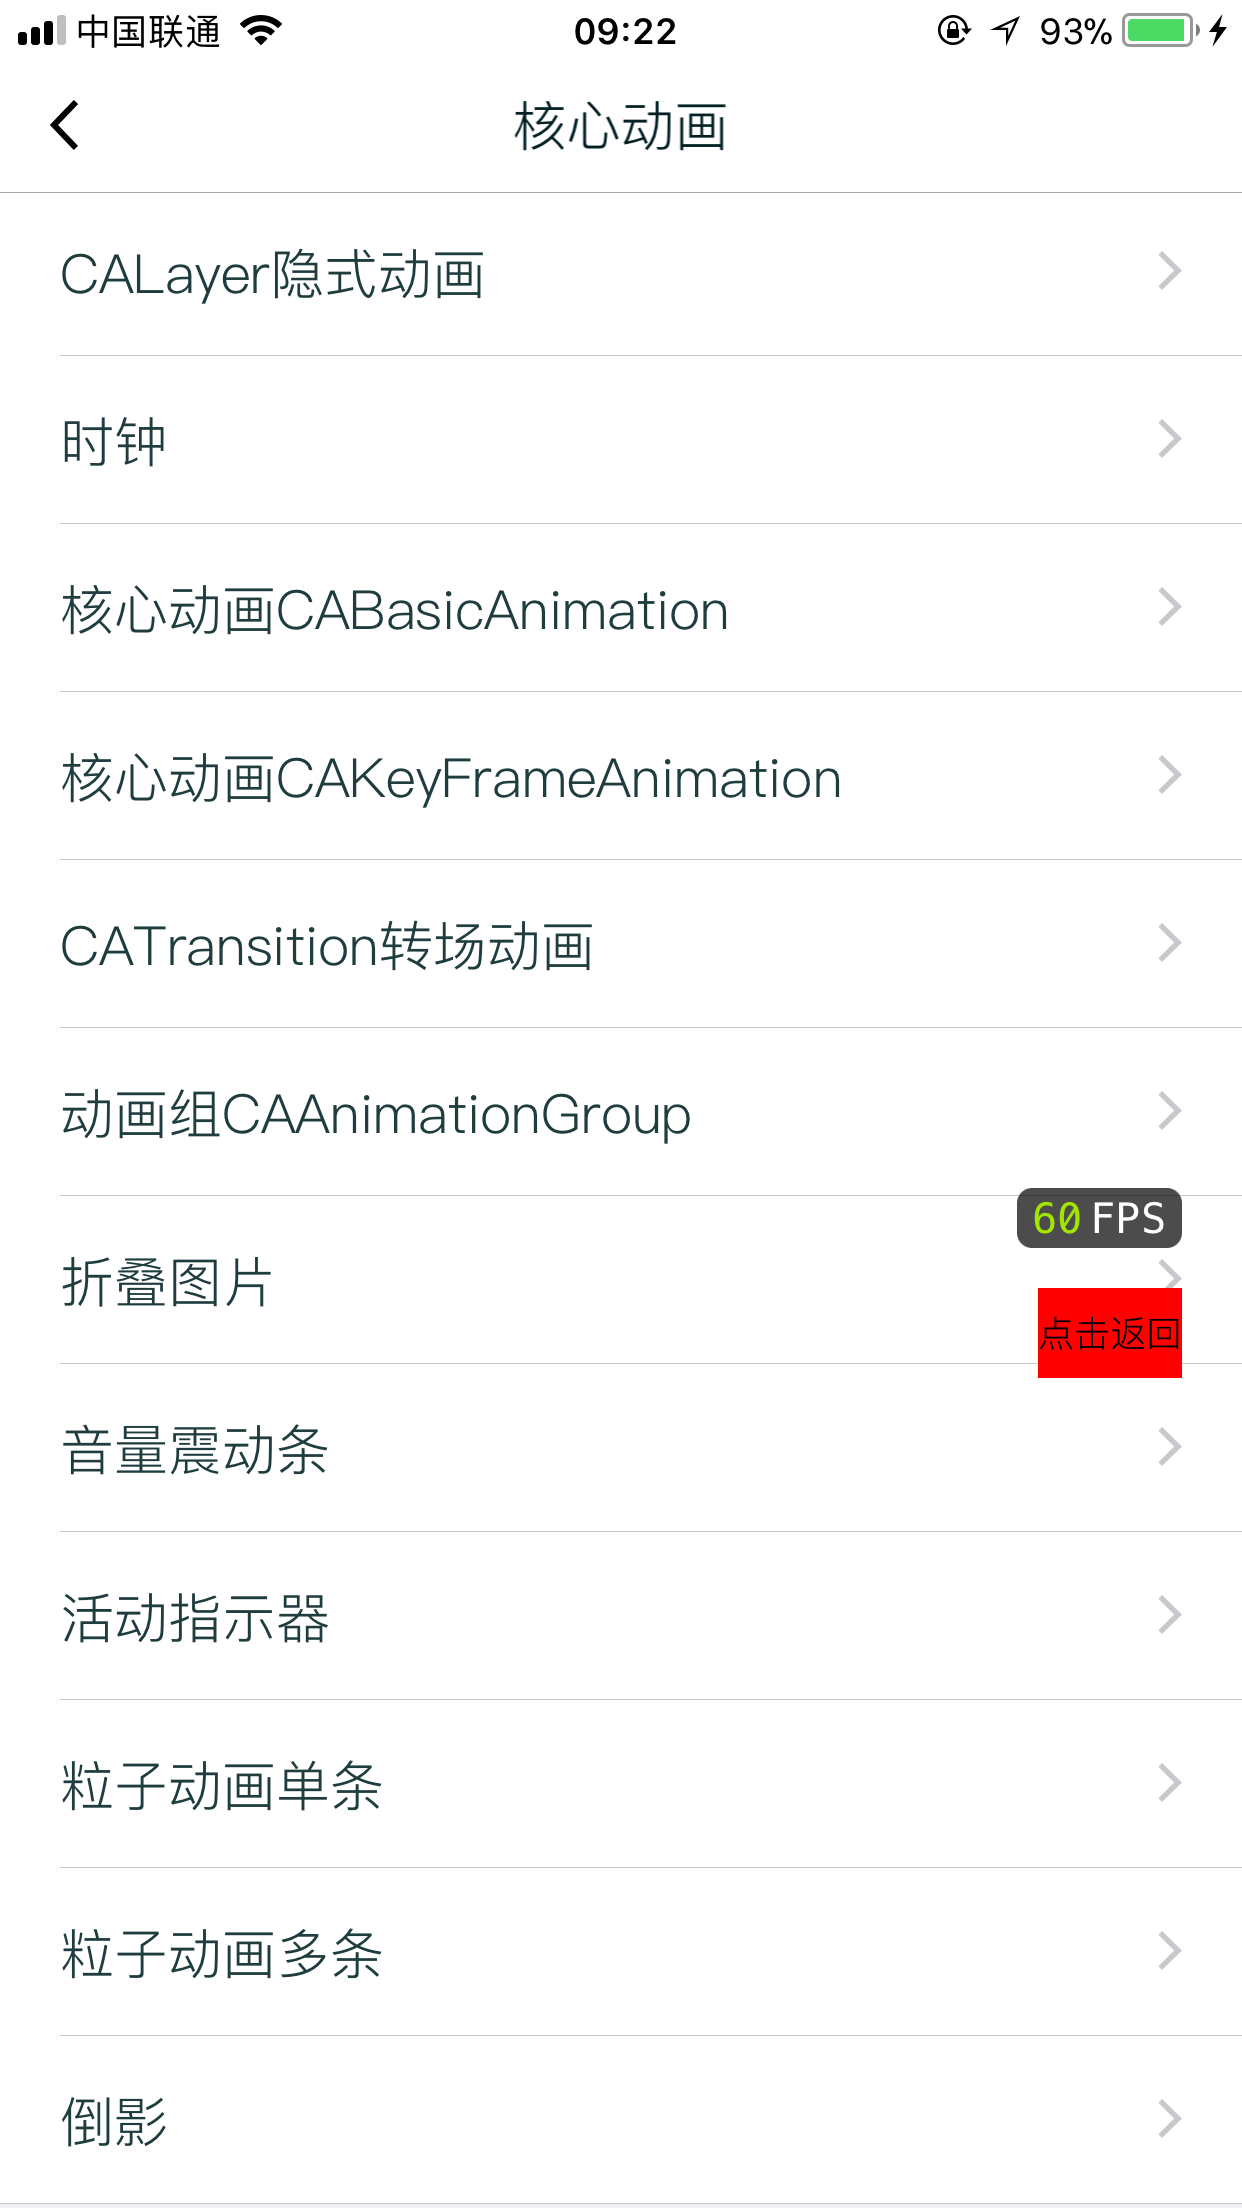 中国联通 09:22 93%
核心动画
CALayer隐式动画
时钟
核心动画CABasicAnimation
核心动画CAKeyFrameAnimation
CATransition转场动画
动画组CAAnimationGroup
60 FPS
折叠图片
点击返回
音量震动条
活动指示器
粒子动画单条
粒子动画多条
倒影